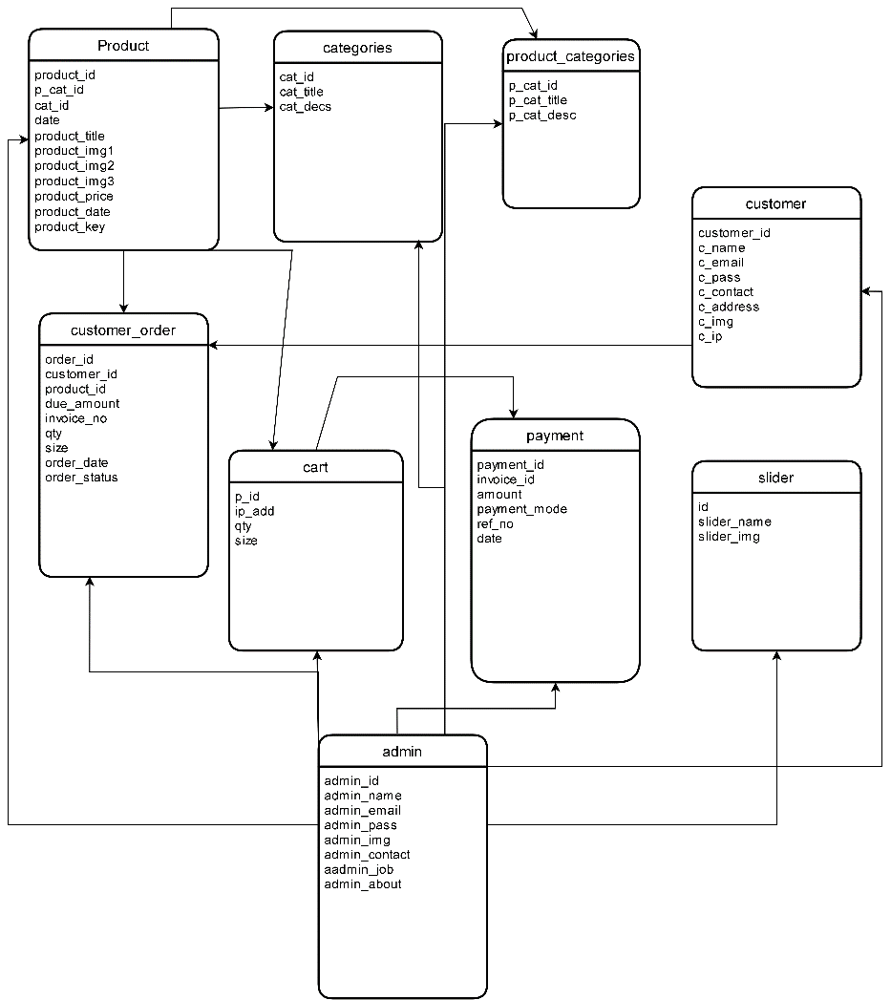 Product
product_id
p_cat_id
cat_id
date
product_title
product_img1
product_img2
product_img3
product_price
product_date
product_key
categories
cat_id
cat_title
cat_decs
product_categories
p_cat_id
p_cat_title
p_cat_desc
customer
customer_id
c_name
c_email
c_pass
c_contact
c_address
c_img
c_ip
customer_order
order_id
customer_id
product_id
due_amount
invoice_no
qty
size
order_date
order_status
cart
p_id
ip_add
qty
size
payment
payment_id
invoice_id
amount
payment_mode
ref_no
date
slider
id
slider_name
slider_img
admin
admin_id
admin_name
admin_email
admin_pass
admin_img
admin_contact
aadmin_job
admin_about